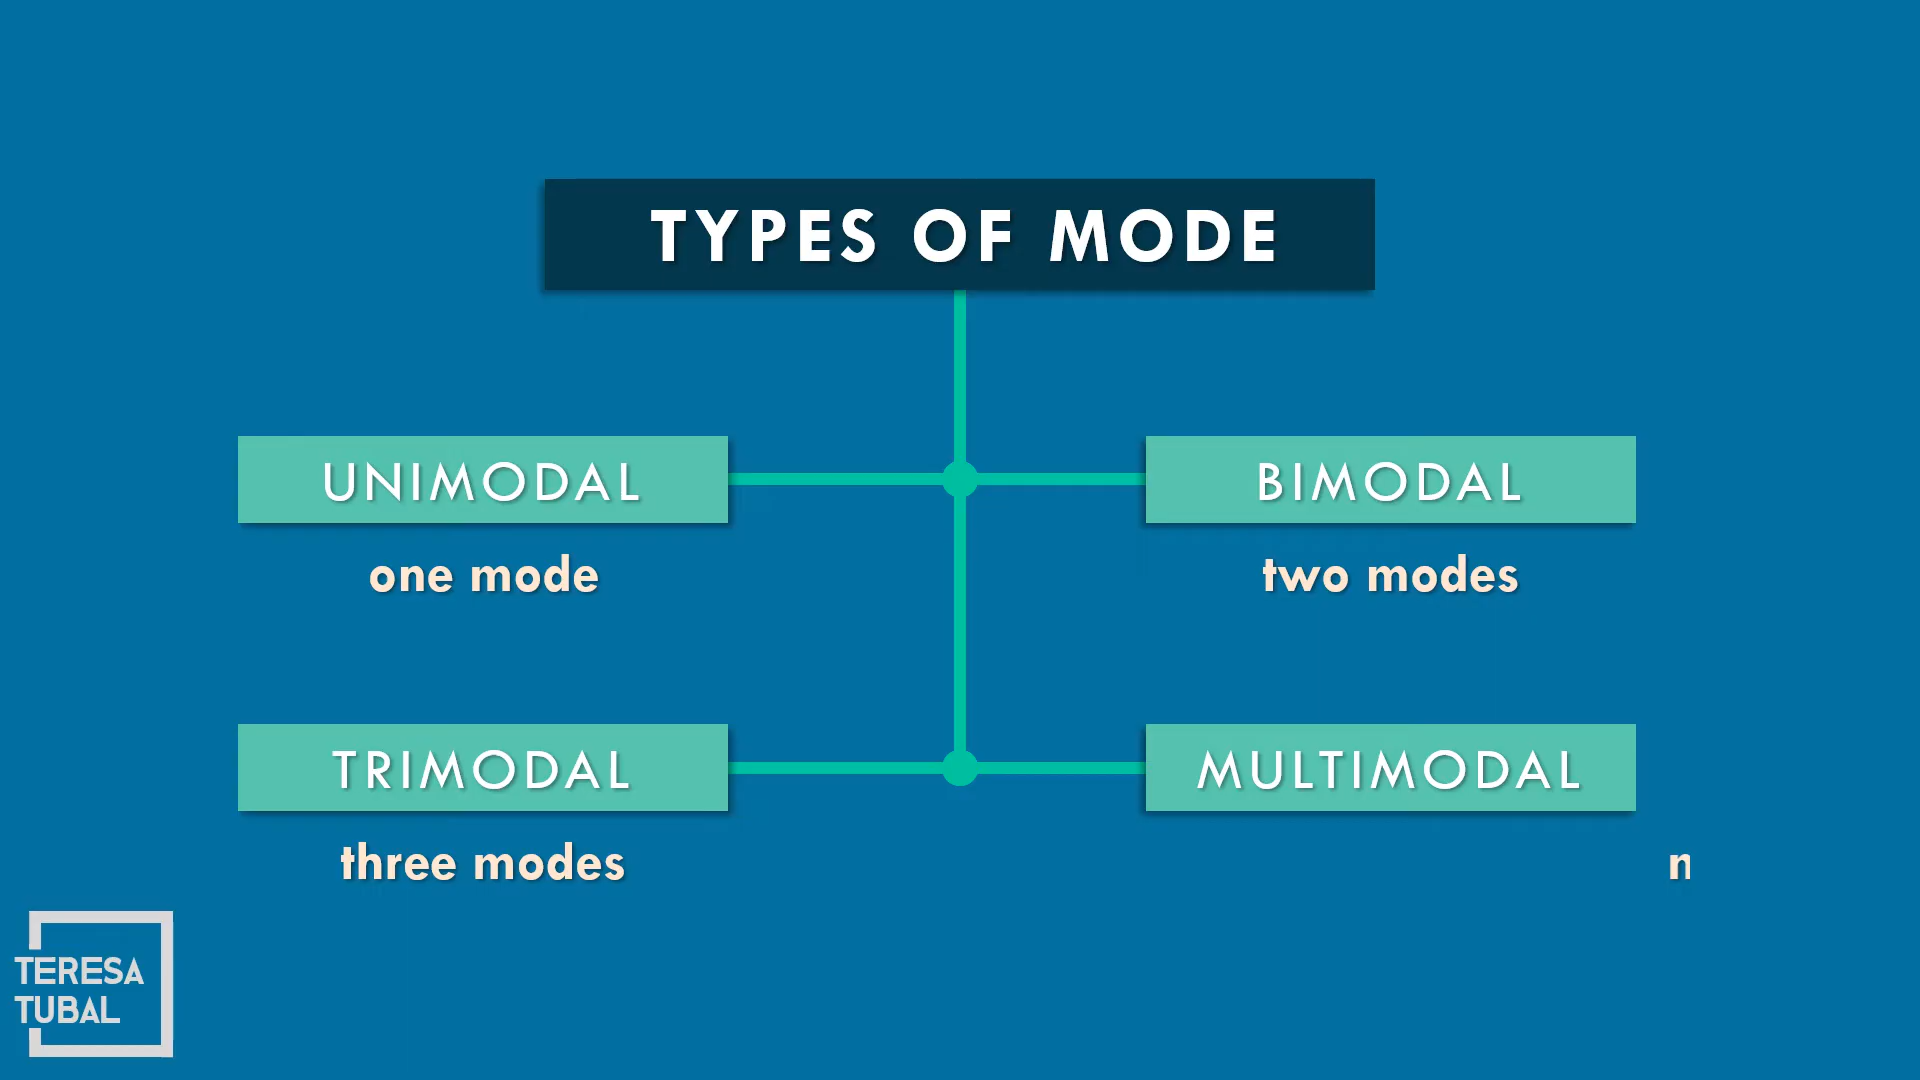 TYPES OF MODE
UNIMODAL
BIMODAL
one mode
two modes
TRIMODAL
MULTIMODAL
three modes
TERESA
TUBAL